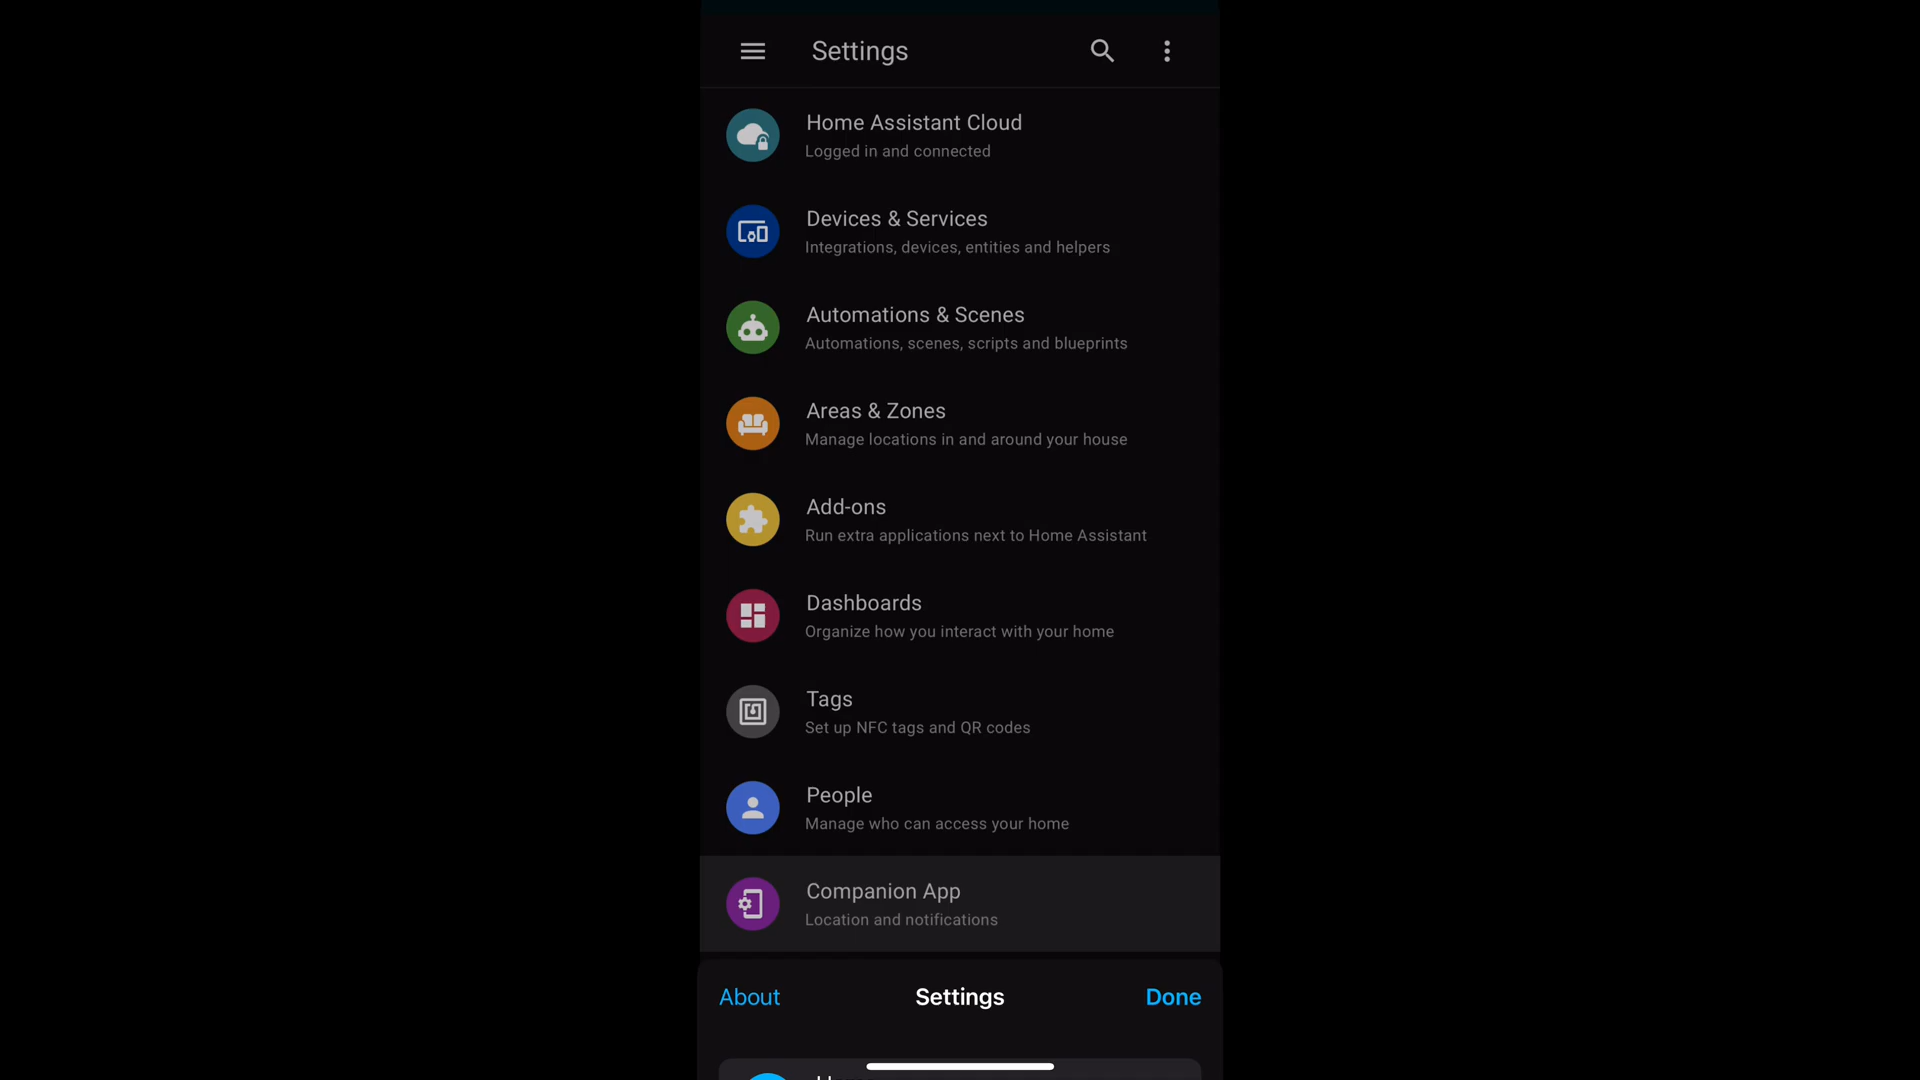 Settings
Home Assistant Cloud
Logged in and connected
Devices & Services
Integrations, devices, entities and helpers
Automations & Scenes
Automations, scenes, scripts and blueprints
Areas & Zones
Manage locations in and around your house
Add-ons
Run extra applications next to Home Assistant
Dashboards
Organize how you interact with your home
Tags
Set up NFC tags and QR codes
People
Manage who can access your home
Companion App
Location and notifications
About Settings Done